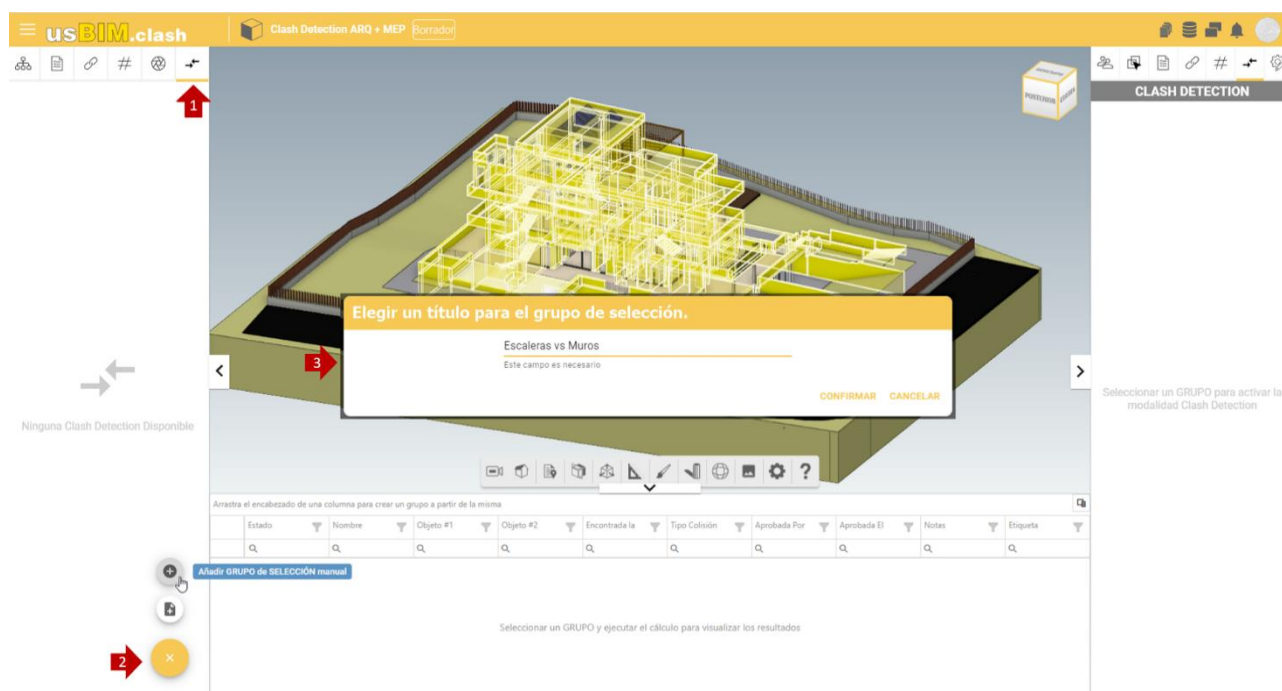 usBIM.clash
Clash Detection ARQ + MEP Borrador
1
CLASH DETECTION
POSTERIOR
Elegir un título para el grupo de selección.
Escaleras vs Muros
3
Este campo es necesario
CONFIRMAR CANCELAR
Ninguna Clash Detection Disponible
Seleccionar un GRUPO para activar la
modalidad Clash Detection
Arrastra el encabezado de una columna para crear un grupo a partir de la misma
Estado Nombre Objeto #1 Objeto #2 Encontrada la Tipo Colisión Aprobada Por Aprobada El Notas Etiqueta
Añadir GRUPO de SELECCIÓN manual
Seleccionar un GRUPO y ejecutar el cálculo para visualizar los resultados
2